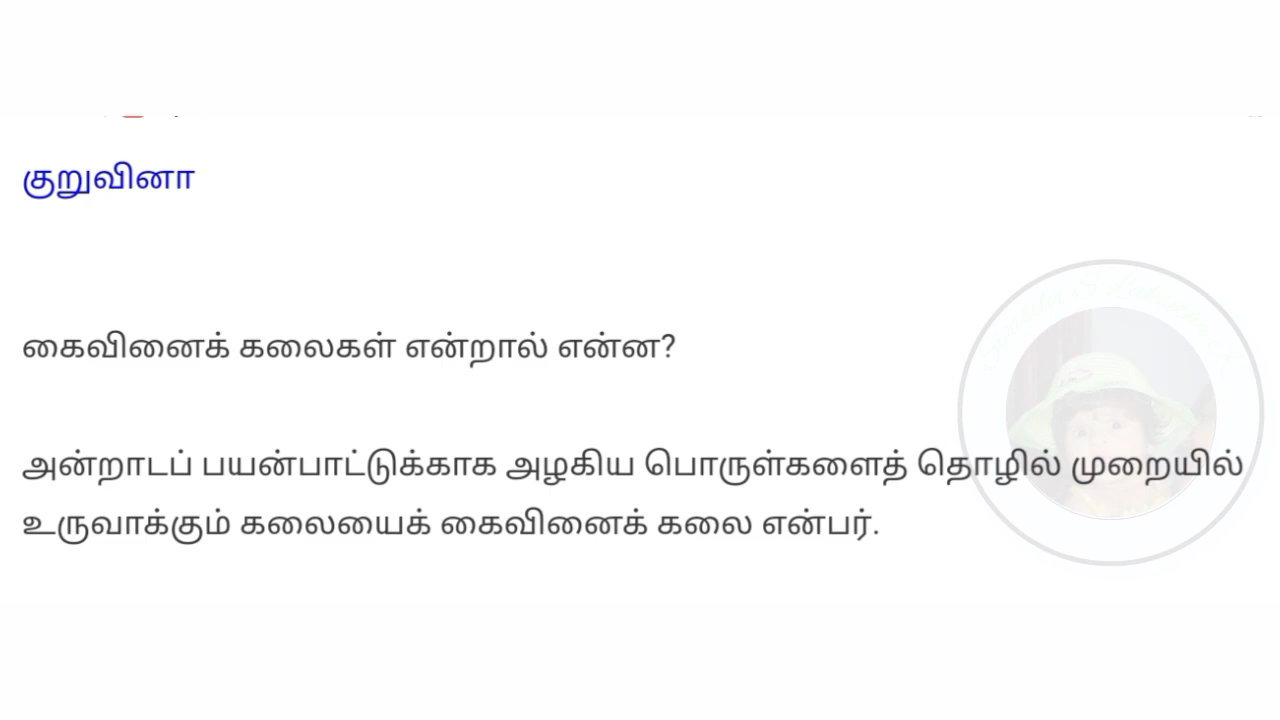 குறுவினா
கைவினைக் கலைகள் என்றால் என்ன?
அன்றாடப் பயன்பாட்டுக்காக அழகிய பொருள்களைத் தொழில் முறையில்
உருவாக்கும் கலையைக் கைவினைக் கலை என்பர்.